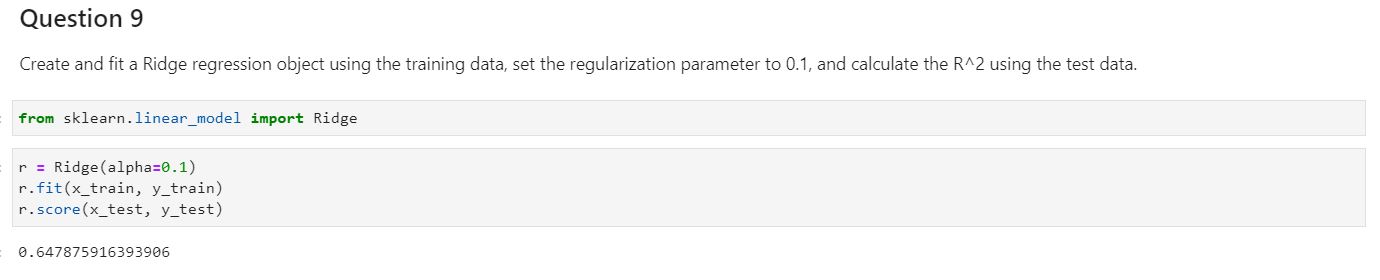 Question 9
Create and fit a Ridge regression object using the training data, set the regularization parameter to 0.1, and calculate the R^2 using the test data.
from sklearn.linear_model import Ridge
r = Ridge(alpha=0.1)
r.fit(x_train, y_train)
r.score(x_test, y_test)
0.647875916393906